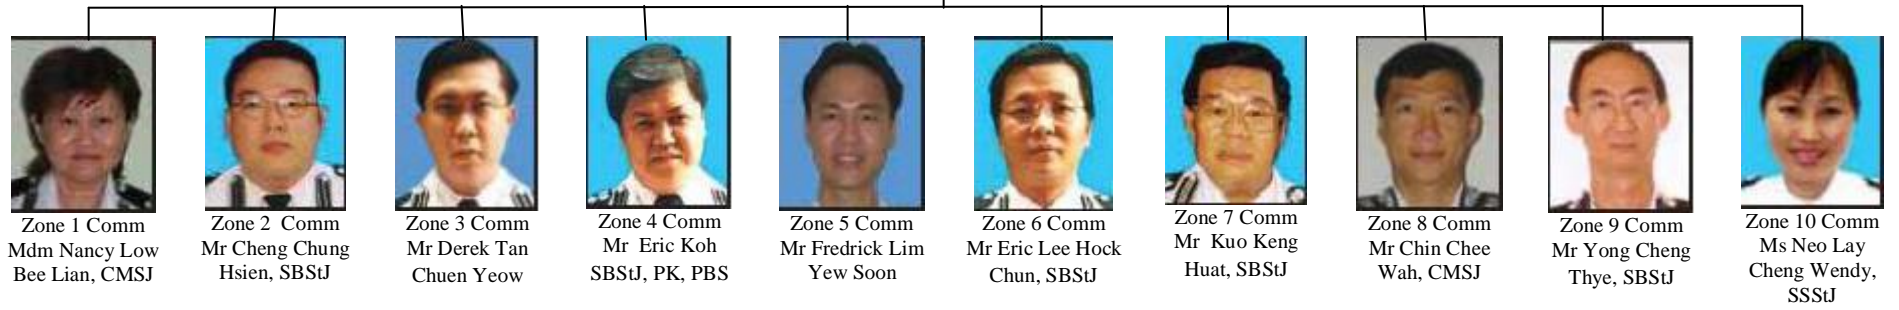 Zone 1 Comm
Mdm Nancy Low
Bee Lian, CMSJ
Zone 2 Comm
Mr Cheng Chung
Hsien, SBStJ
Zone 3 Comm
Mr Derek Tan
Chuen Yeow
Zone 4 Comm
Mr Eric Koh
SBStJ, PK, PBS
Zone 5 Comm
Mr Fredrick Lim
Yew Soon
Zone 6 Comm
Mr Eric Lee Hock
Chun, SBStJ
Zone 7 Comm
Mr Kuo Keng
Huat, SBStJ
Zone 8 Comm
Mr Chin Chee
Wah, CMSJ
Zone 9 Comm
Mr Yong Cheng
Thye, SBStJ
Zone 10 Comm
Ms Neo Lay
Cheng Wendy,
SSStJ